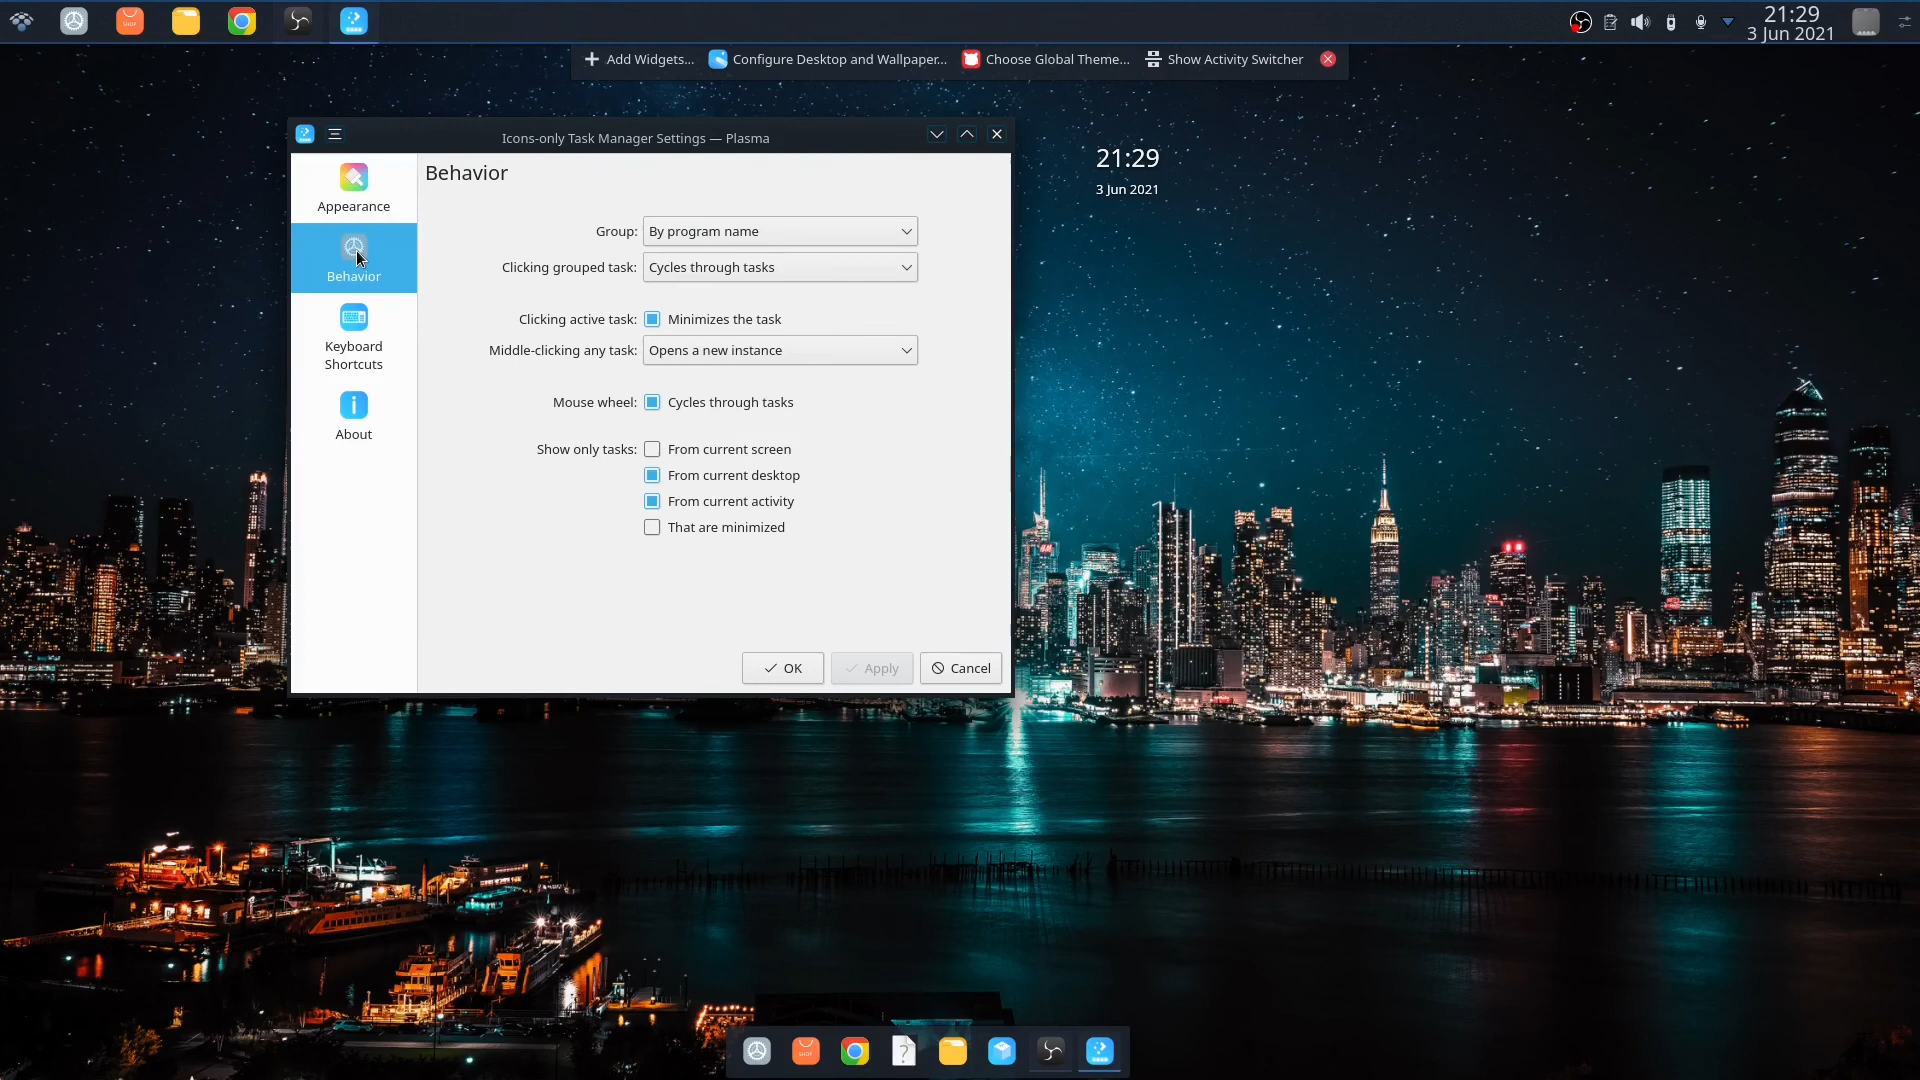 21:29
3 Jun 2021
SHOP
Add Widgets...
Configure Desktop and Wallpaper...
Choose Global Theme...
Show Activity Switcher
Icons-only Task Manager Settings — Plasma
Appearance
Behavior
Keyboard
Shortcuts
About
Behavior
Group: By program name
Clicking grouped task: Cycles through tasks
Clicking active task: Minimizes the task
Middle-clicking any task: Opens a new instance
Mouse wheel: Cycles through tasks
Show only tasks: From current screen
From current desktop
From current activity
That are minimized
OK
Apply
Cancel
21:29
3 Jun 2021
SHOP
?